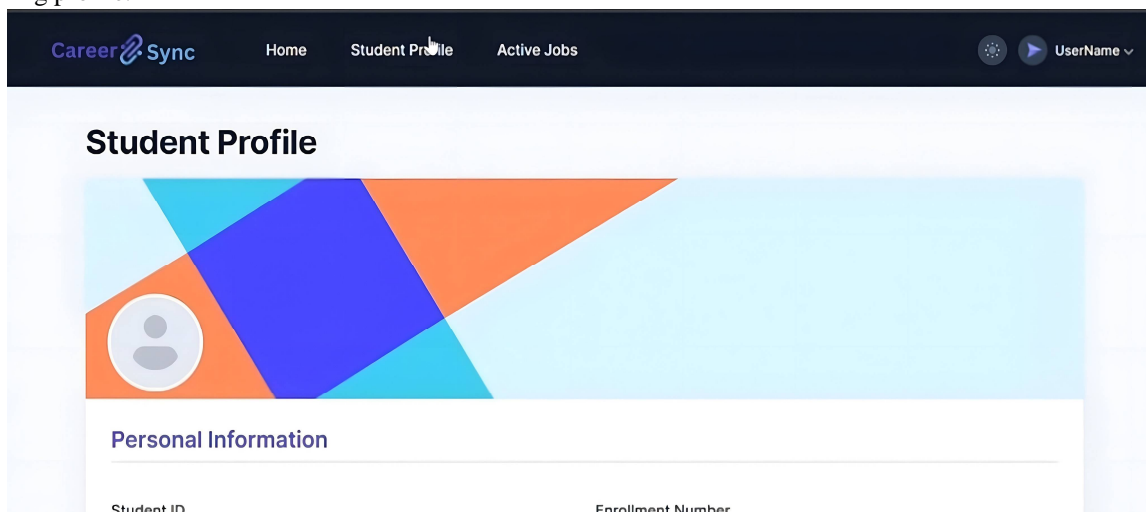 Career Sync Home Student Profile Active Jobs UserName
Student Profile
Personal Information
Student ID Enrollment Number